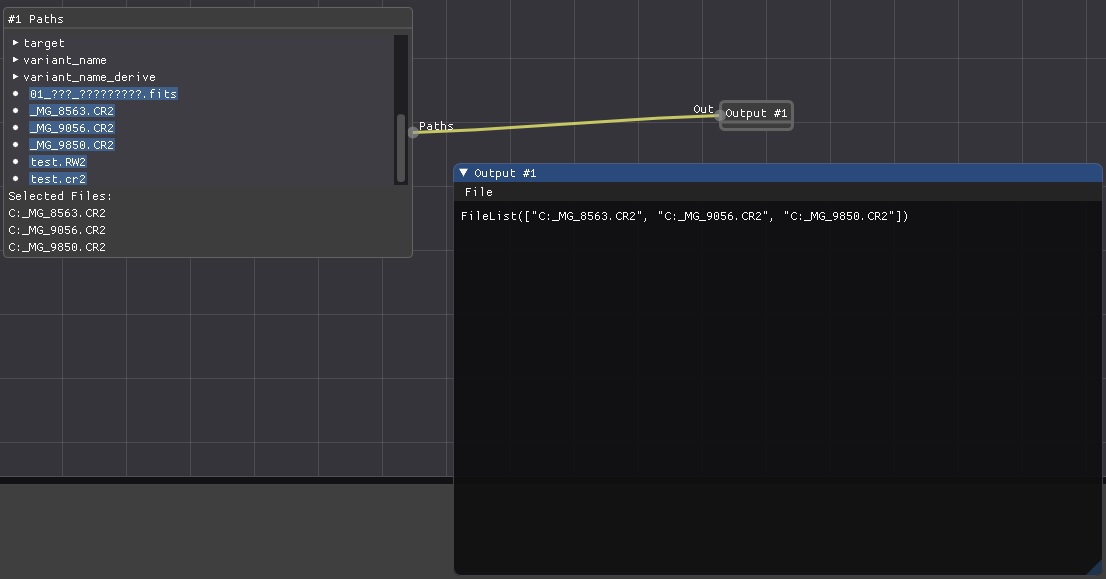 #1 Paths
target
variant_name
variant_name_derive
01_???_?????????.fits
_MG_8563.CR2
_MG_9056.CR2
_MG_9850.CR2
test.RW2
test.cr2
Selected Files:
C:_MG_8563.CR2
C:_MG_9056.CR2
C:_MG_9850.CR2
Paths
Out
Output #1
Output #1
File
FileList(["C:_MG_8563.CR2", "C:_MG_9056.CR2", "C:_MG_9850.CR2"])